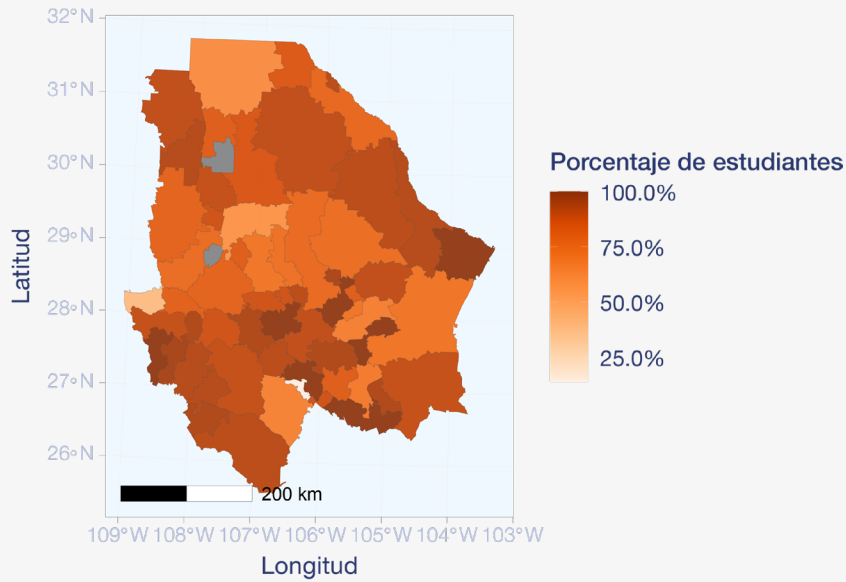 32°N
31°N
30°N
29°N
28°N
27°N
26°N
Latitud
200 km
109°W 108°W 107°W 106°W 105°W 104°W 103°W
Longitud
Porcentaje de estudiantes
100.0%
75.0%
50.0%
25.0%